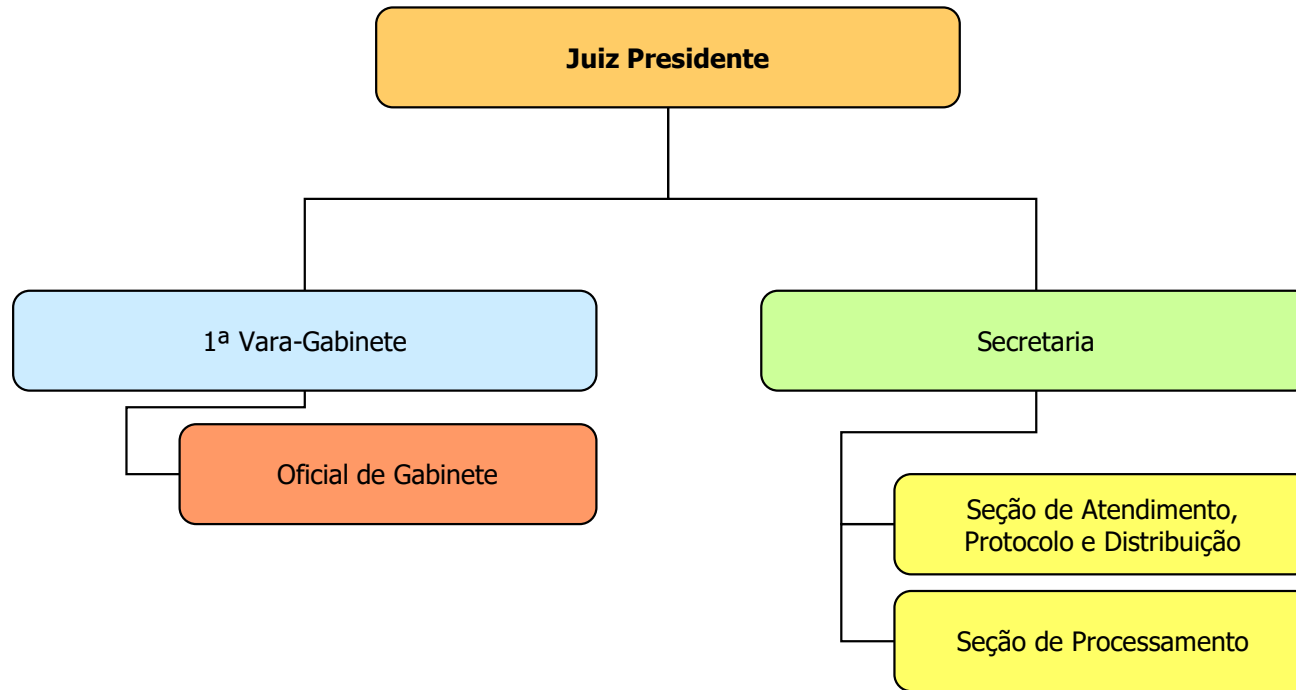 Juiz Presidente
1ª Vara-Gabinete
Secretaria
Oficial de Gabinete
Seção de Atendimento,
Protocolo e Distribuição
Seção de Processamento